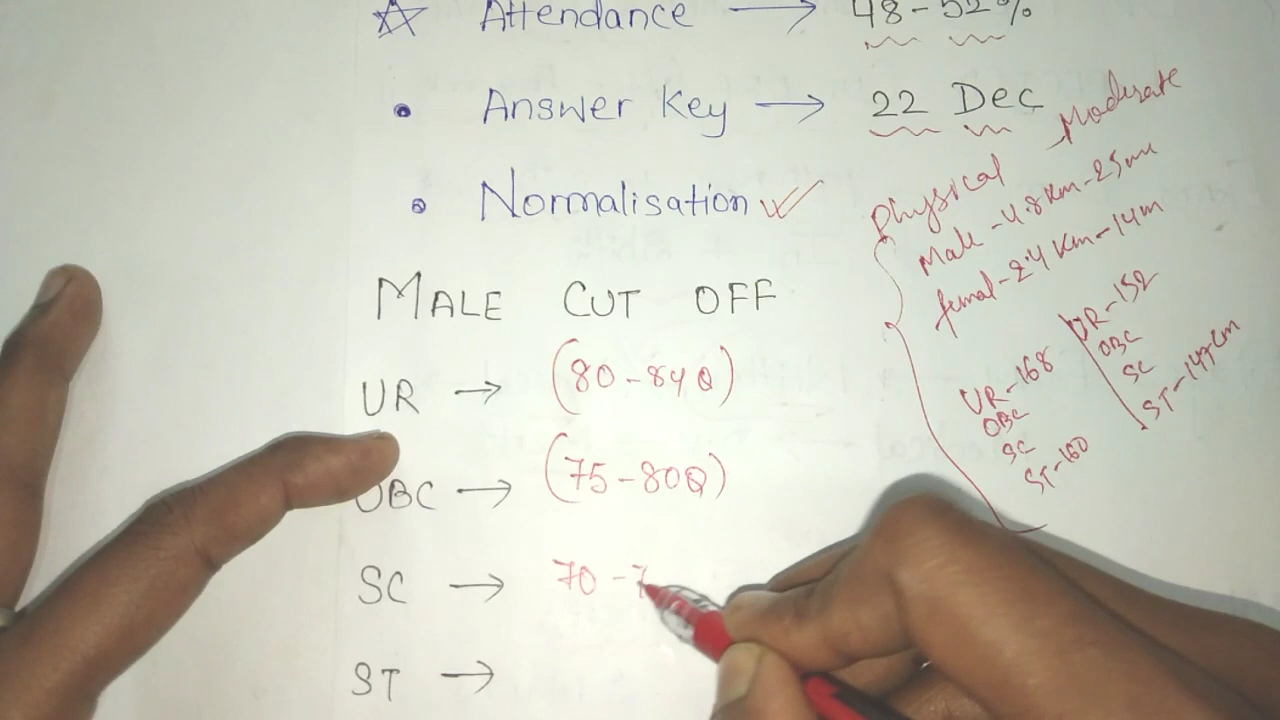 ☆ Attendance → 48-52%
• Answer Key → 22 Dec
• Normalisation ✓
Physical - Moderate
Male - 4.8 Km - 25 min
femal - 2.4 Km - 14 m
UR - 168
OBC
SC
ST - 160
UR - 152
OBC
SC
ST - 147 cm
MALE CUT OFF
UR → (80-84Q)
OBC → (75-80Q)
SC → 70-7
ST →